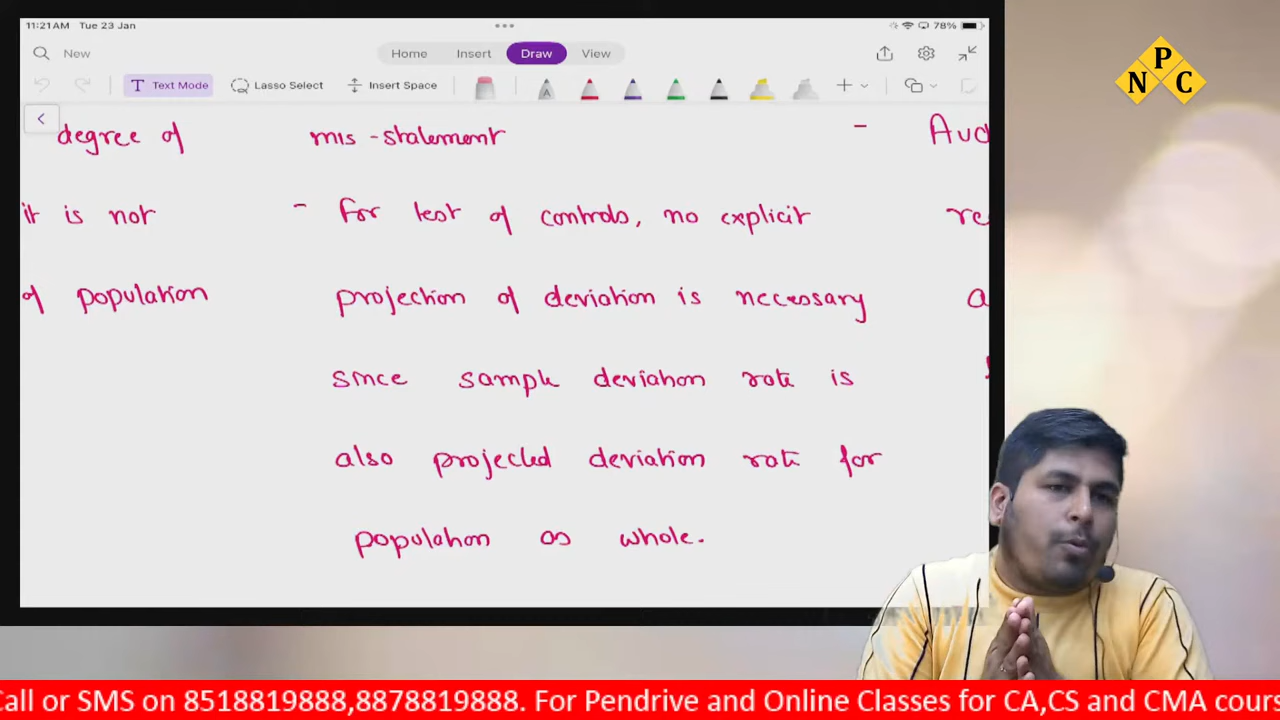 11:21AM Tue 23 Jan
78%
New
Home Insert Draw View
Text Mode Lasso Select Insert Space
degree of
mis-statement
- Aud
it is not
- For test of controls, no explicit
re
of population
projection of deviation is necessary
a
since sample deviation rate is
also projected deviation rate for
population as whole.
N P C
Call or SMS on 8518819888,8878819888. For Pendrive and Online Classes for CA,CS and CMA cours